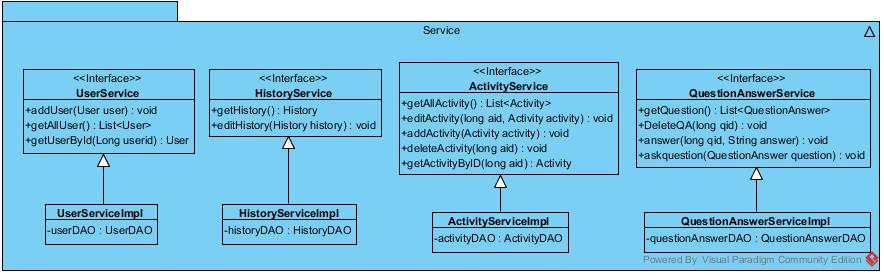 Service
<<Interface>>
UserService
+addUser(User user) : void
+getAllUser() : List<User>
+getUserById(Long userid) : User
<<Interface>>
HistoryService
+getHistory() : History
+editHistory(History history) : void
<<Interface>>
ActivityService
+getAllActivity() : List<Activity>
+editActivity(long aid, Activity activity) : void
+addActivity(Activity activity) : void
+deleteActivity(long aid) : void
+getActivityByID(long aid) : Activity
<<Interface>>
QuestionAnswerService
+getQuestion() : List<QuestionAnswer>
+DeleteQA(long qid) : void
+answer(long qid, String answer) : void
+askquestion(QuestionAnswer question) : void
UserServiceImpl
-userDAO : UserDAO
HistoryServiceImpl
-historyDAO : HistoryDAO
ActivityServiceImpl
-activityDAO : ActivityDAO
QuestionAnswerServiceImpl
-questionAnswerDAO : QuestionAnswerDAO
Powered By Visual Paradigm Community Edition